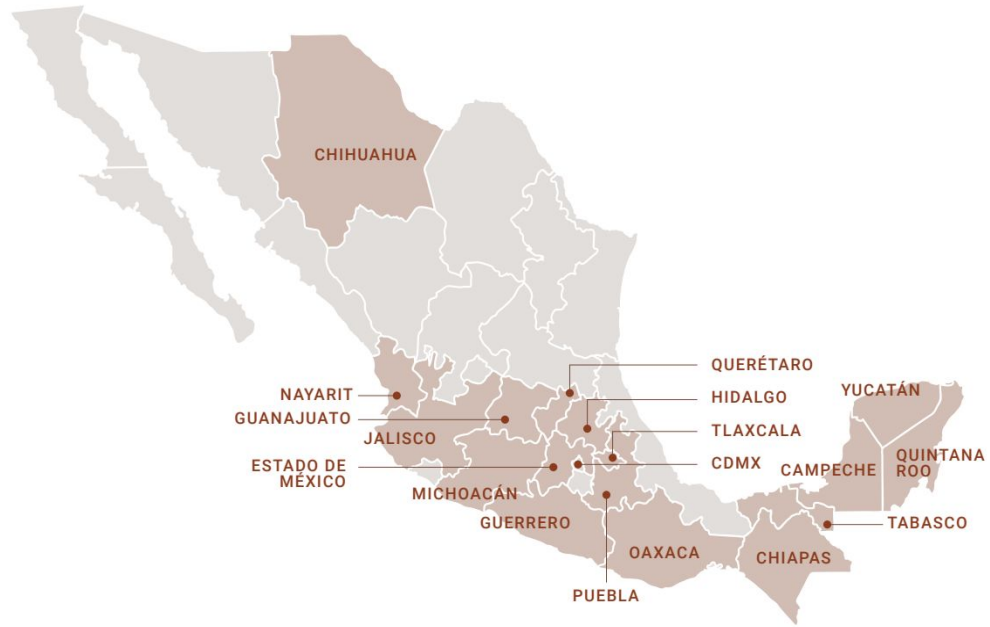 CHIHUAHUA
QUERÉTARO
NAYARIT
HIDALGO
YUCATÁN
GUANAJUATO
TLAXCALA
JALISCO
QUINTANA
ROO
CDMX
CAMPECHE
ESTADO DE
MÉXICO
MICHOACÁN
GUERRERO
TABASCO
OAXACA
CHIAPAS
PUEBLA